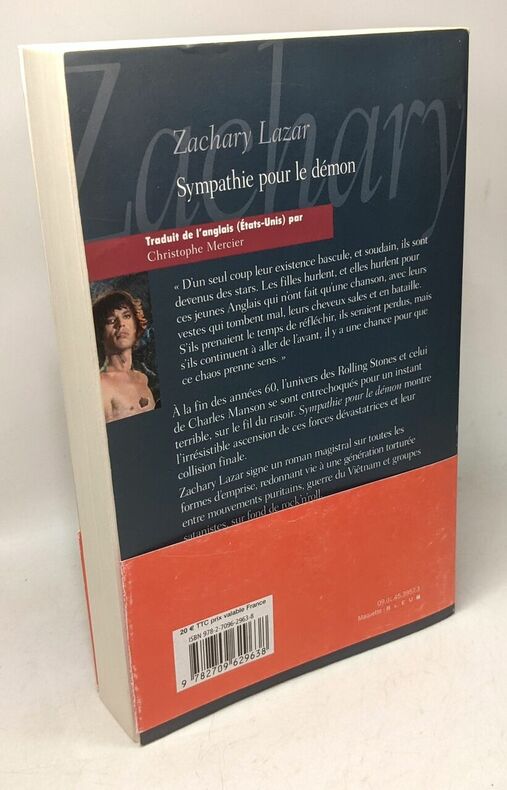 Zachary
Zachary Lazar
Sympathie pour le démon
Traduit de l'anglais (États-Unis) par
Christophe Mercier
« D'un seul coup leur existence bascule, et soudain, ils sont
devenus des stars. Les filles hurlent, et elles hurlent pour
ces jeunes Anglais qui n'ont fait qu'une chanson, avec leurs
vestes qui tombent mal, leurs cheveux sales et en bataille.
S'ils prenaient le temps de réfléchir, ils seraient perdus, mais
s'ils continuent à aller de l'avant, il y a une chance pour que
ce chaos prenne sens. »
À la fin des années 60, l'univers des Rolling Stones et celui
de Charles Manson se sont entrechoqués pour un instant
terrible, sur le fil du rasoir. Sympathie pour le démon montre
l'irrésistible ascension de ces forces dévastatrices et leur
collision finale.
Zachary Lazar signe un roman magistral sur toutes les
formes d'emprise, redonnant vie à une génération torturée
entre mouvements puritains, guerre du Viêtnam et groupes
satanistes, sur fond de rock'n'roll.
20 € TTC prix valable France
ISBN 978-2-7096-2963-8
9 782709 629638
09 dc 45.3957.3
Maquette : BLEUT